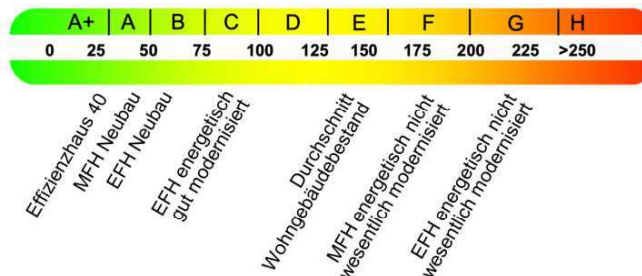 A+ A B C D E F G H
0 25 50 75 100 125 150 175 200 225 >250
Effizienzhaus 40
MFH Neubau
EFH Neubau
EFH energetisch
gut modernisiert
Durchschnitt
Wohngebäudebestand
MFH energetisch nicht
wesentlich modernisiert
EFH energetisch nicht
wesentlich modernisiert